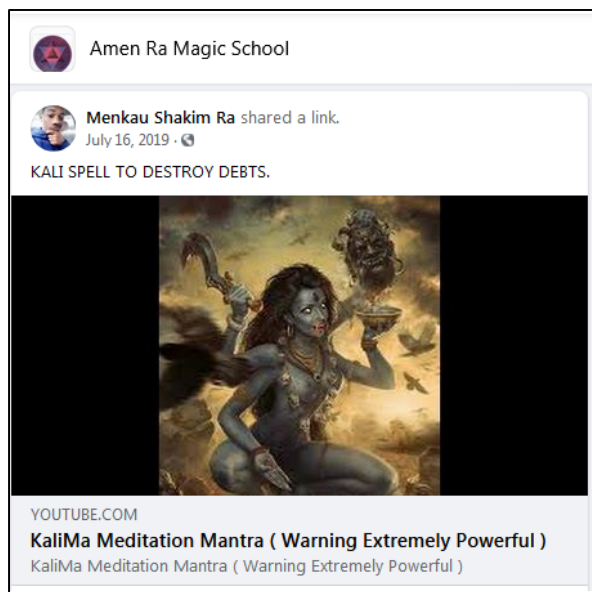 Amen Ra Magic School
Menkau Shakim Ra shared a link.
July 16, 2019 ·
KALI SPELL TO DESTROY DEBTS.
YOUTUBE.COM
KaliMa Meditation Mantra ( Warning Extremely Powerful )
KaliMa Meditation Mantra ( Warning Extremely Powerful )